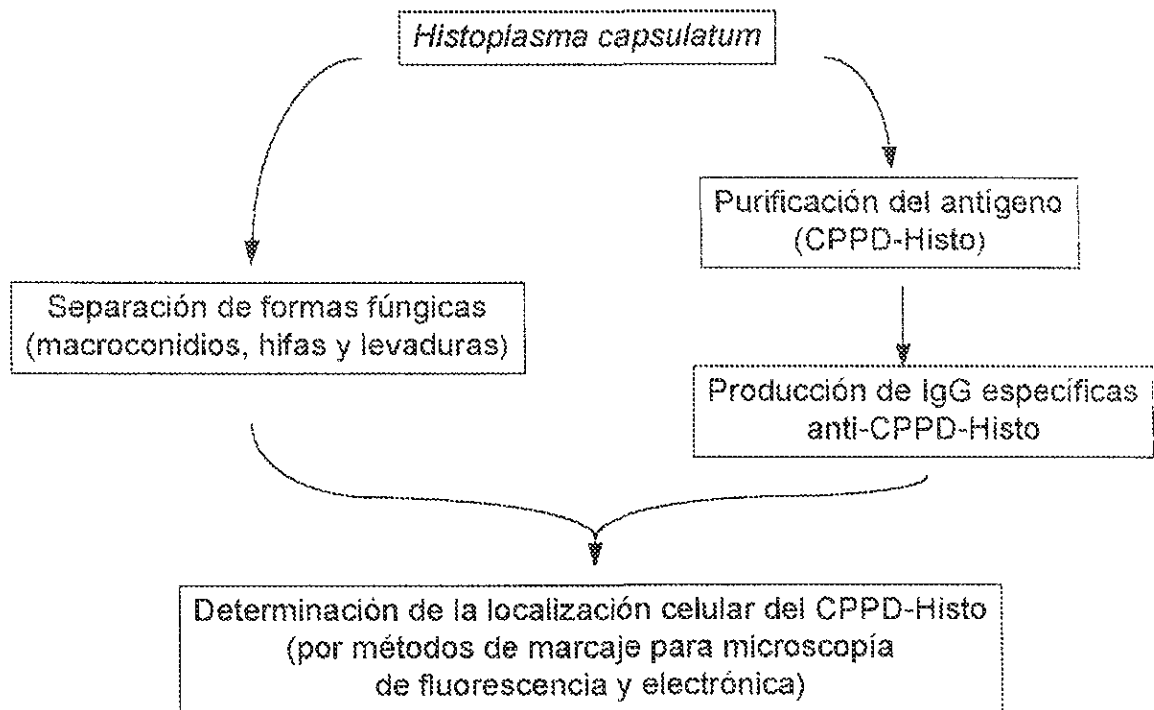 Histoplasma capsulatum
Purificación del antígeno
(CPPD-Histo)
Separación de formas fúngicas
(macroconidios, hifas y levaduras)
Producción de IgG específicas
anti-CPPD-Histo
Determinación de la localización celular del CPPD-Histo
(por métodos de marcaje para microscopía
de fluorescencia y electrónica)